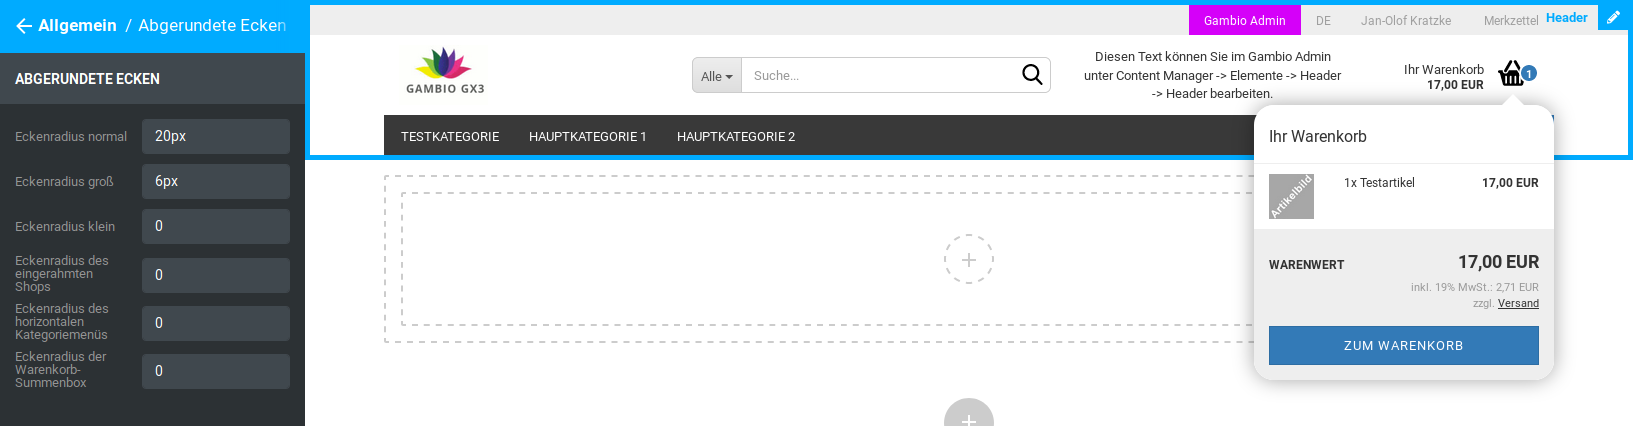 Allgemein / Abgerundete Ecken
ABGERUNDETE ECKEN
Eckenradius normal 20px
Eckenradius groß 6px
Eckenradius klein 0
Eckenradius des
eingerahmten
Shops
0
Eckenradius des
horizontalen
Kategoriemenüs
0
Eckenradius der
Warenkorb-
Summenbox
0
Gambio Admin DE Jan-Olof Kratzke Merkzettel Header
GAMBIO GX3
Alle Suche...
Diesen Text können Sie im Gambio Admin
unter Content Manager -> Elemente -> Header
-> Header bearbeiten.
Ihr Warenkorb
17,00 EUR
1
TESTKATEGORIE HAUPTKATEGORIE 1 HAUPTKATEGORIE 2
Ihr Warenkorb
Artikelbild
1x Testartikel 17,00 EUR
WARENWERT 17,00 EUR
inkl. 19% MwSt.: 2,71 EUR
zzgl. Versand
ZUM WARENKORB